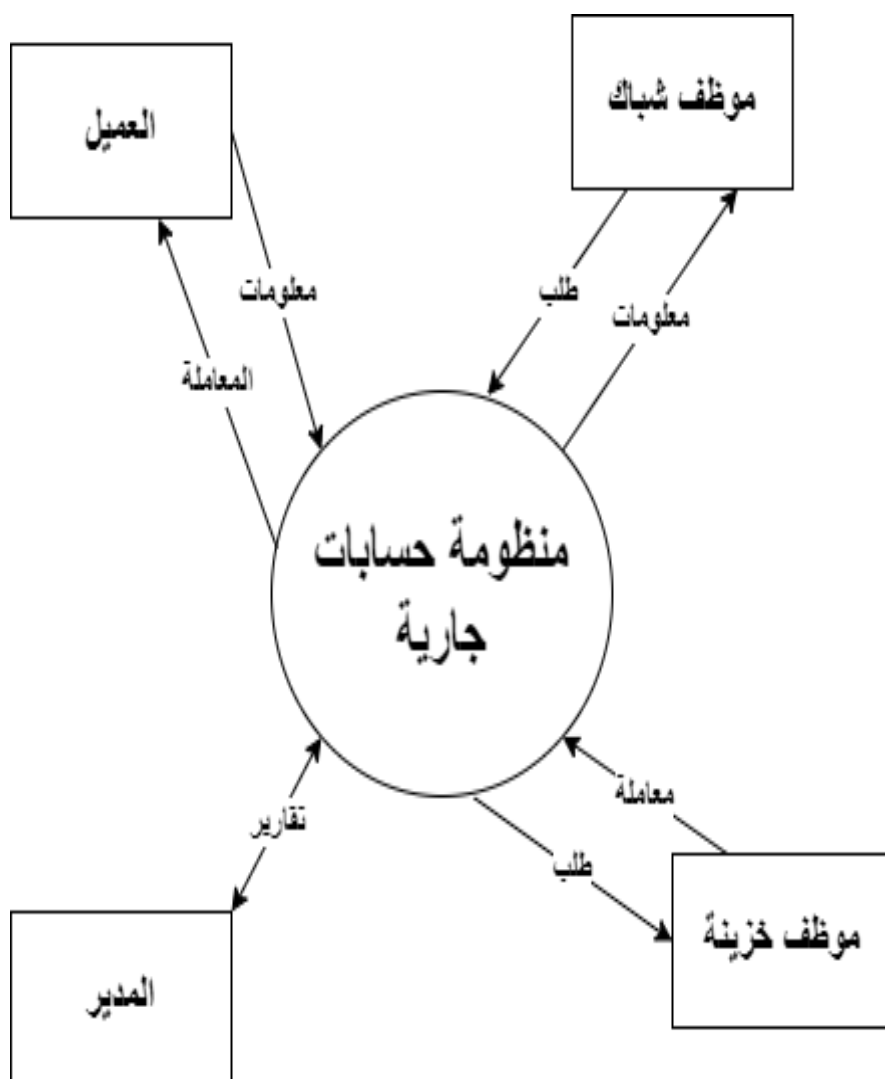 موظف شباك
العميل
طلب
معلومات
معلومات
المعاملة
منظومة حسابات
جارية
معاملة
تقارير
طلب
موظف خزينة
المدير